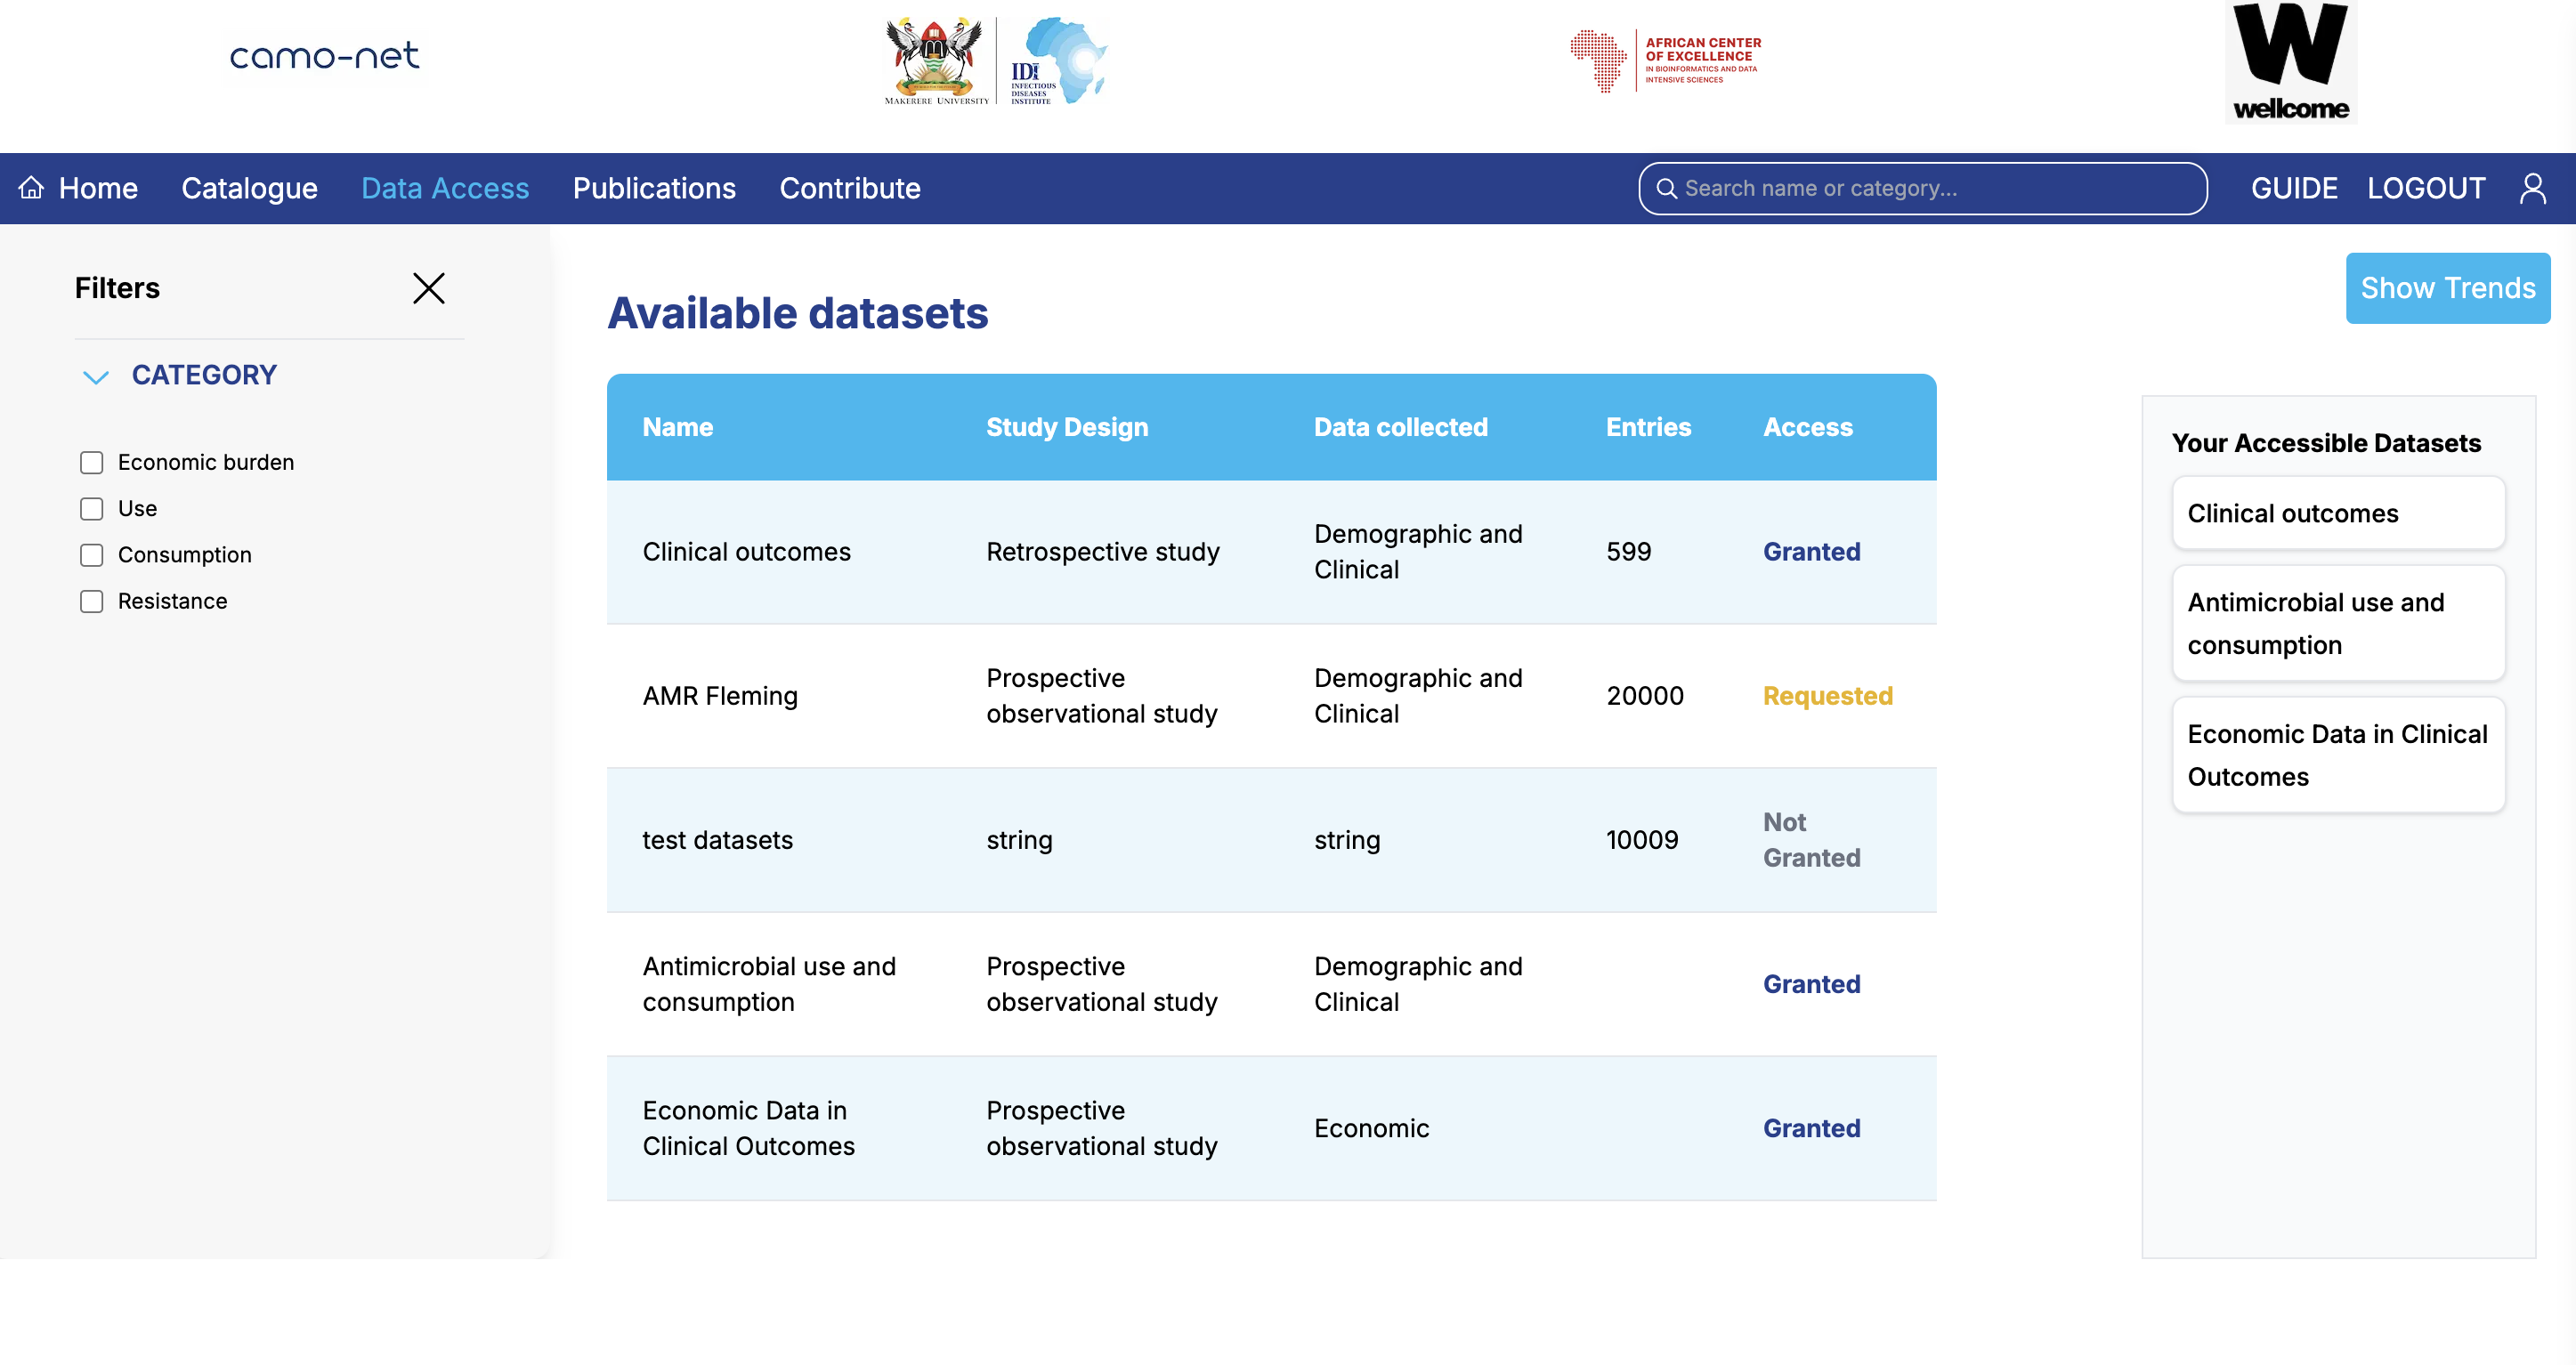 camo-net
MAKERERE UNIVERSITY
IDI
INFECTIOUS
DISEASES
INSTITUTE
AFRICAN CENTER
OF EXCELLENCE
IN BIOINFORMATICS AND DATA
INTENSIVE SCIENCES
W
wellcome
Home Catalogue Data Access Publications Contribute Search name or category... GUIDE LOGOUT
Filters
CATEGORY
Economic burden
Use
Consumption
Resistance
Available datasets
Show Trends
Name Study Design Data collected Entries Access
Clinical outcomes Retrospective study Demographic and
Clinical 599 Granted
AMR Fleming Prospective
observational study Demographic and
Clinical 20000 Requested
test datasets string string 10009 Not
Granted
Antimicrobial use and
consumption Prospective
observational study Demographic and
Clinical Granted
Economic Data in
Clinical Outcomes Prospective
observational study Economic Granted
Your Accessible Datasets
Clinical outcomes
Antimicrobial use and
consumption
Economic Data in Clinical
Outcomes